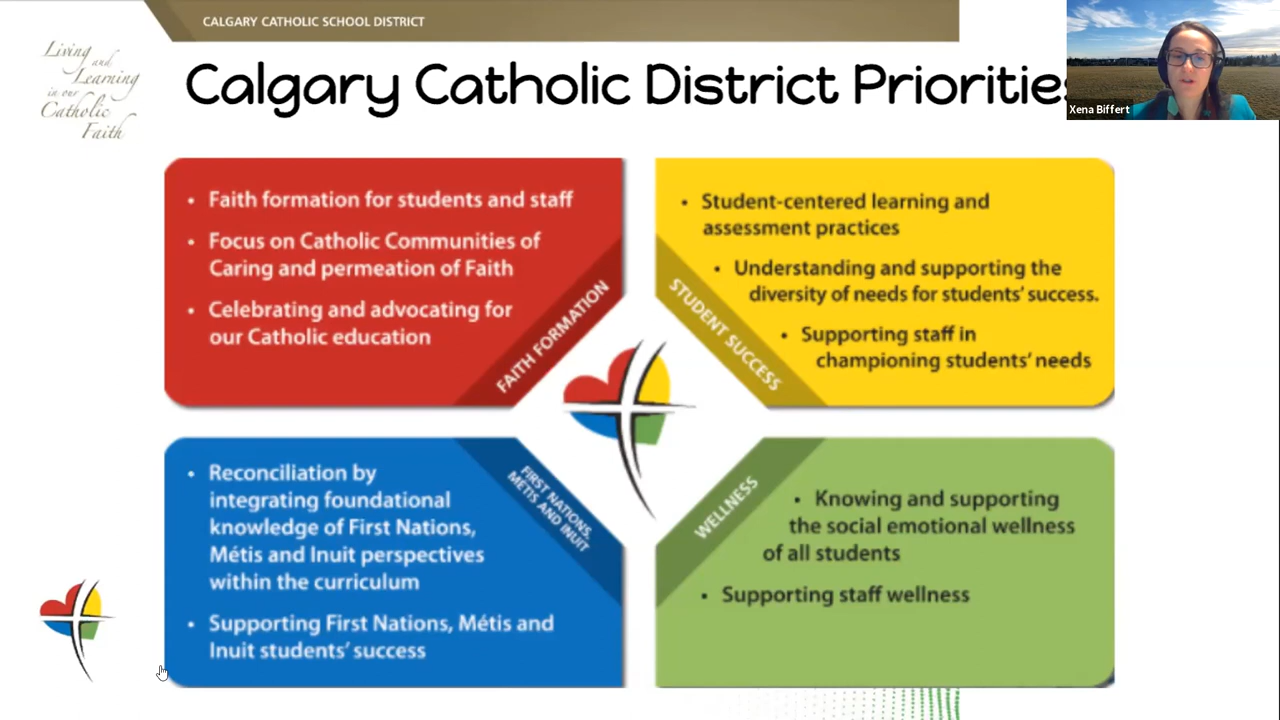 CALGARY CATHOLIC SCHOOL DISTRICT
Living
and
Learning
in our
Catholic
Faith
Calgary Catholic District Priorities
Xena Biffert
• Faith formation for students and staff
• Focus on Catholic Communities of
Caring and permeation of Faith
• Celebrating and advocating for
our Catholic education
FAITH FORMATION
• Student-centered learning and
assessment practices
• Understanding and supporting the
diversity of needs for students' success.
• Supporting staff in
championing students' needs
STUDENT SUCCESS
• Reconciliation by
integrating foundational
knowledge of First Nations,
Métis and Inuit perspectives
within the curriculum
• Supporting First Nations, Métis and
Inuit students' success
FIRST NATIONS,
MÉTIS AND INUIT
WELLNESS
• Knowing and supporting
the social emotional wellness
of all students
• Supporting staff wellness